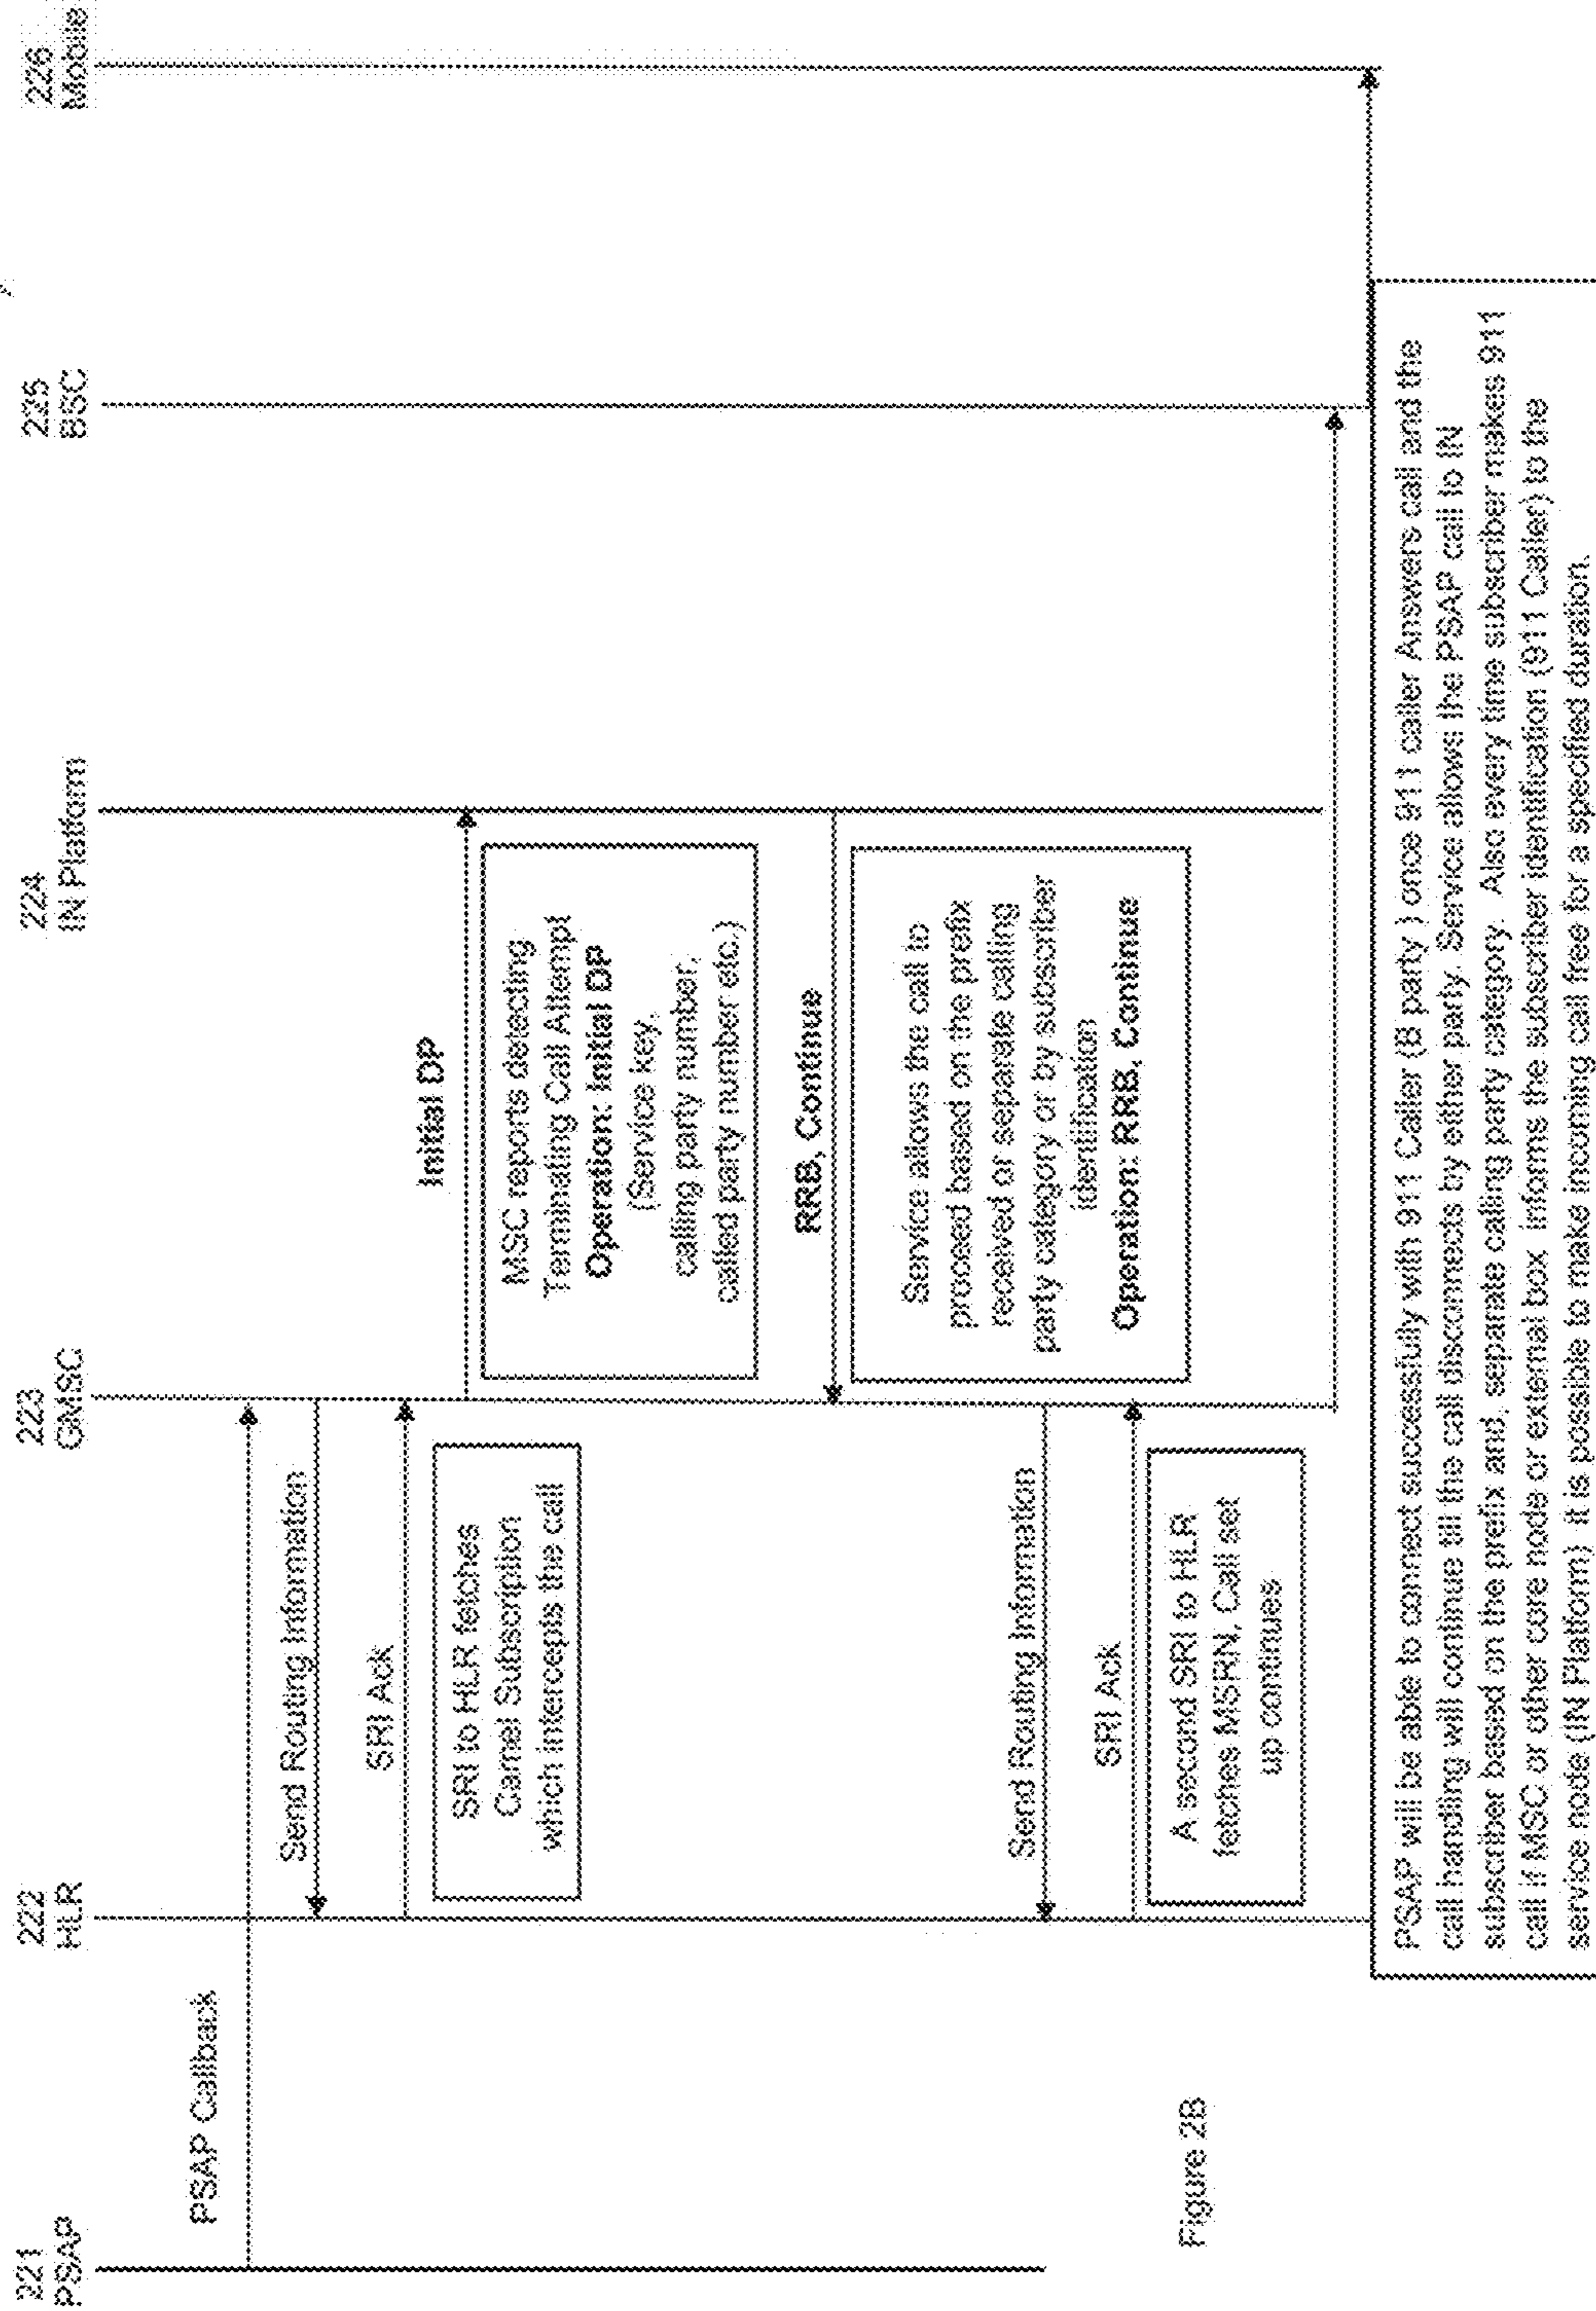 221
PSAP
222
HLR
223
GMSC
224
IN Platform
225
BSC
226
Mobile
PSAP Callback
Send Routing Information
SRI Ack
SRI to HLR fetches
Camel Subscription
which intercepts the call
Initial DP
MSC reports detecting
Terminating Call Attempt
Operation: Initial DP
(Service key,
calling party number,
called party number etc.)
RRB, Continue
Service allows the call to
proceed based on the prefix
received or separate calling
party category or by subscriber
identification
Operation: RRB, Continue
Send Routing Information
SRI Ack
A second SRI to HLR
fetches MSRN, Call set
up continues
PSAP will be able to connect successfully with 911 Caller (B party ) once 911 caller Answers call and the
call handling will continue till the call disconnects by either party. Service allows the PSAP call to IN
subscriber based on the prefix and, separate calling party category. Also every time subscriber makes 911
call if MSC or other core node or external box informs the subscriber identification (911 Caller) to the
service node (IN Platform) it is possible to make incoming call free for a specified duration.
Figure 2B